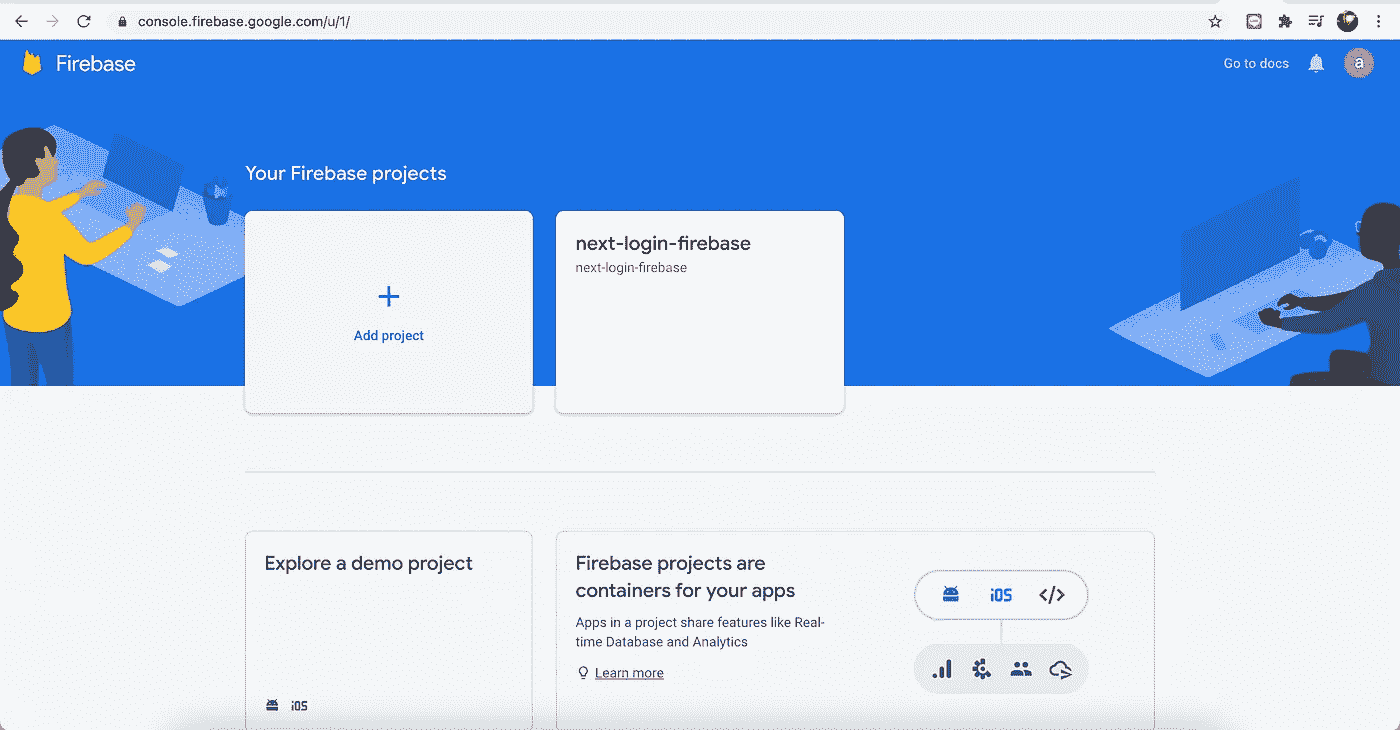 console.firebase.google.com/u/1/
Firebase
Go to docs
a
Your Firebase projects
Add project
next-login-firebase
next-login-firebase
Explore a demo project
iOS
Firebase projects are
containers for your apps
Apps in a project share features like Real-
time Database and Analytics
Learn more
iOS